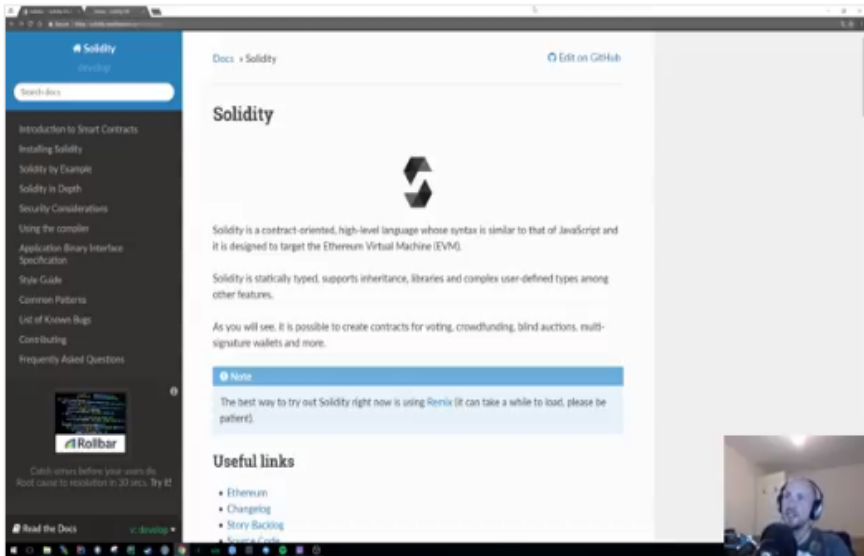 Solidity
develop
Search docs
Introduction to Smart Contracts
Installing Solidity
Solidity by Example
Solidity in Depth
Security Considerations
Using the compiler
Application Binary Interface
Specification
Style Guide
Common Patterns
List of Known Bugs
Contributing
Frequently Asked Questions
Rollbar
Catch errors before your users do.
Root cause to resolution in 30 secs. Try it!
Read the Docs
v: develop
Docs » Solidity
Edit on GitHub
Solidity
Solidity is a contract-oriented, high-level language whose syntax is similar to that of JavaScript and
it is designed to target the Ethereum Virtual Machine (EVM).
Solidity is statically typed, supports inheritance, libraries and complex user-defined types among
other features.
As you will see, it is possible to create contracts for voting, crowdfunding, blind auctions, multi-
signature wallets and more.
Note
The best way to try out Solidity right now is using Remix (it can take a while to load, please be
patient).
Useful links
Ethereum
Changelog
Story Backlog
Source Code